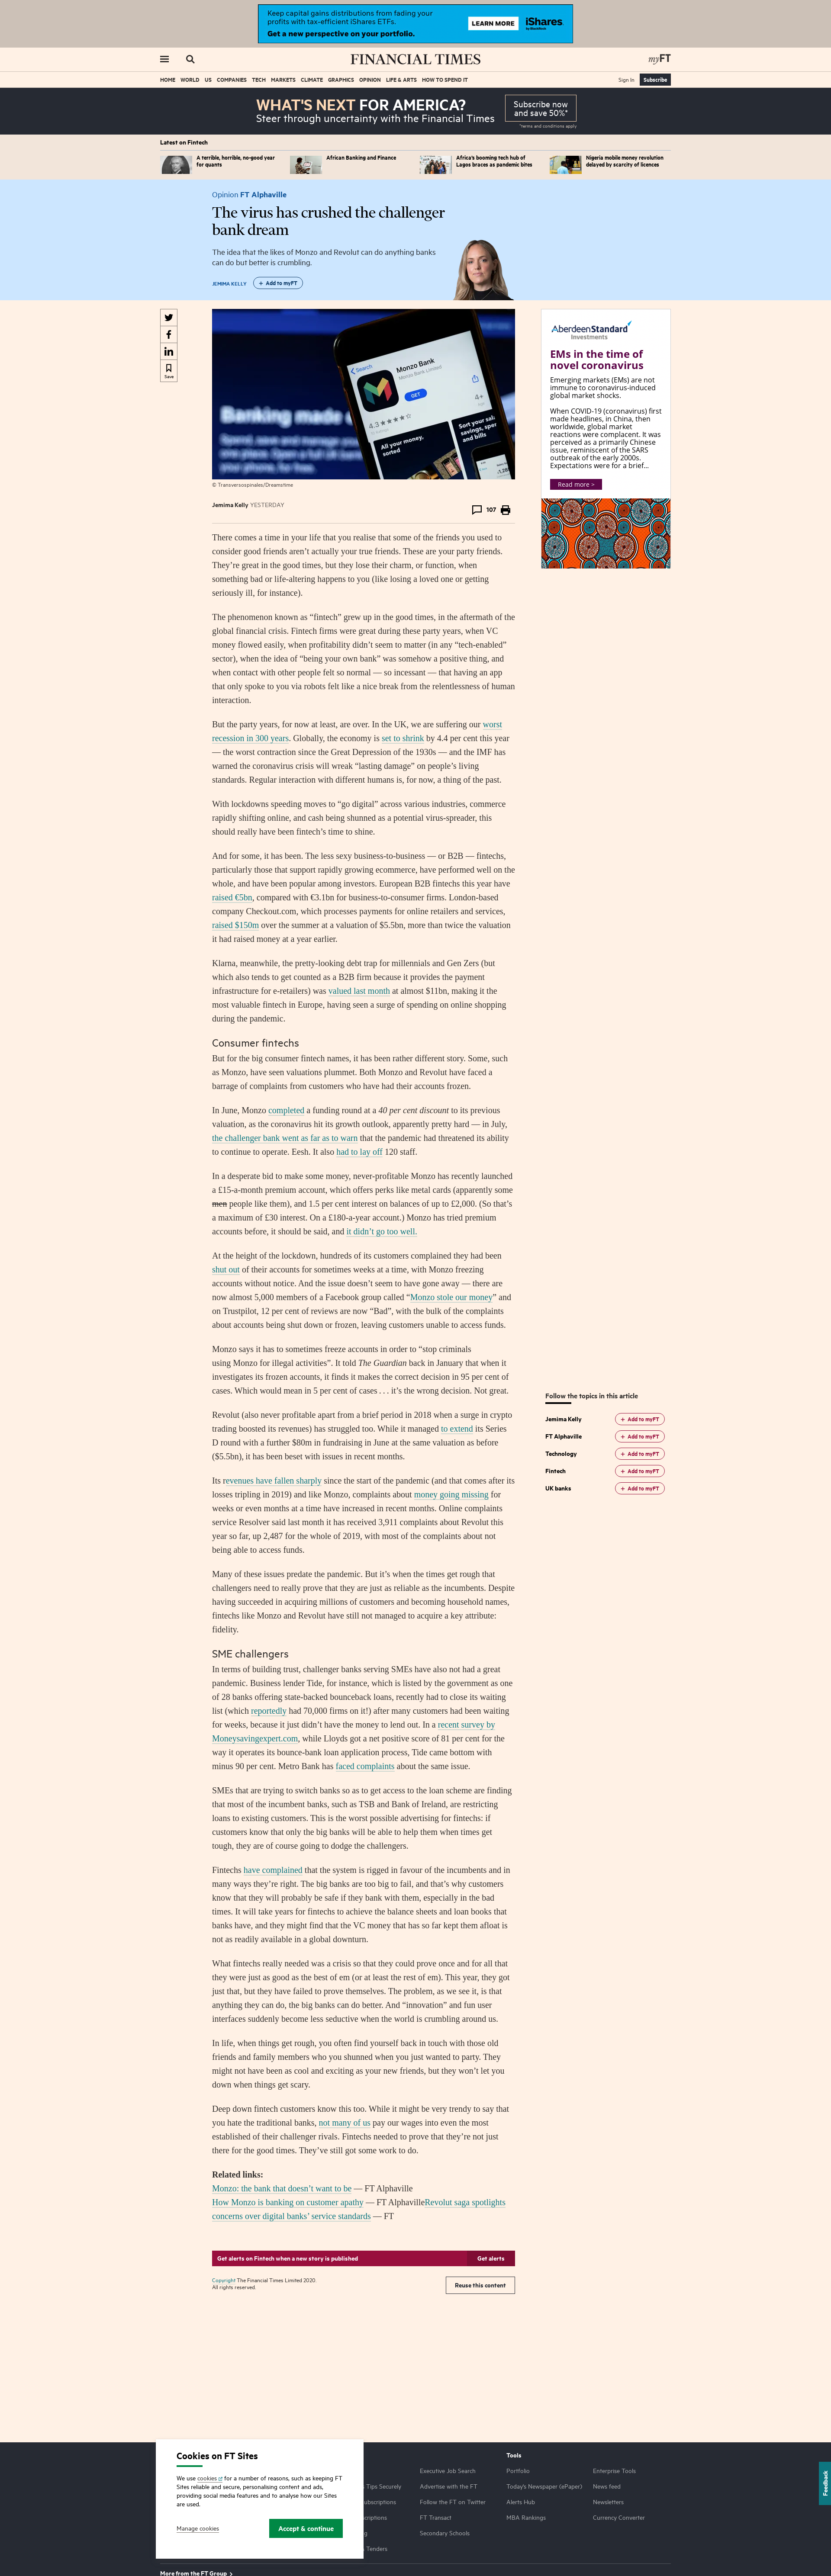 Keep capital gains distributions from fading your
profits with tax-efficient iShares ETFs.
Get a new perspective on your portfolio.
LEARN MORE
iShares
by BlackRock
FINANCIAL TIMES
myFT
HOME WORLD US COMPANIES TECH MARKETS CLIMATE GRAPHICS OPINION LIFE & ARTS HOW TO SPEND IT
Sign In Subscribe
WHAT'S NEXT FOR AMERICA?
Steer through uncertainty with the Financial Times
Subscribe now
and save 50%*
*terms and conditions apply
Latest on Fintech
A terrible, horrible, no-good year
for quants
African Banking and Finance
Africa's booming tech hub of
Lagos braces as pandemic bites
Nigeria mobile money revolution
delayed by scarcity of licences
Opinion FT Alphaville
The virus has crushed the challenger
bank dream
The idea that the likes of Monzo and Revolut can do anything banks
can do but better is crumbling.
JEMIMA KELLY
+ Add to myFT
Save
Banking made
Search
Monzo Bank
Monzo Bank Limited
GET
4.3
4+
All your money,
sorted
Sort your salary,
savings, spending
and bills
© Transversospinales/Dreamstime
Jemima Kelly YESTERDAY
107
There comes a time in your life that you realise that some of the friends you used to
consider good friends aren't actually your true friends. These are your party friends.
They're great in the good times, but they lose their charm, or function, when
something bad or life-altering happens to you (like losing a loved one or getting
seriously ill, for instance).
The phenomenon known as “fintech” grew up in the good times, in the aftermath of the
global financial crisis. Fintech firms were great during these party years, when VC
money flowed easily, when profitability didn't seem to matter (in any “tech-enabled”
sector), when the idea of “being your own bank” was somehow a positive thing, and
when contact with other people felt so normal — so incessant — that having an app
that only spoke to you via robots felt like a nice break from the relentlessness of human
interaction.
But the party years, for now at least, are over. In the UK, we are suffering our worst
recession in 300 years. Globally, the economy is set to shrink by 4.4 per cent this year
— the worst contraction since the Great Depression of the 1930s — and the IMF has
warned the coronavirus crisis will wreak “lasting damage” on people's living
standards. Regular interaction with different humans is, for now, a thing of the past.
With lockdowns speeding moves to “go digital” across various industries, commerce
rapidly shifting online, and cash being shunned as a potential virus-spreader, this
should really have been fintech's time to shine.
And for some, it has been. The less sexy business-to-business — or B2B — fintechs,
particularly those that support rapidly growing ecommerce, have performed well on the
whole, and have been popular among investors. European B2B fintechs this year have
raised €5bn, compared with €3.1bn for business-to-consumer firms. London-based
company Checkout.com, which processes payments for online retailers and services,
raised $150m over the summer at a valuation of $5.5bn, more than twice the valuation
it had raised money at a year earlier.
Klarna, meanwhile, the pretty-looking debt trap for millennials and Gen Zers (but
which also tends to get counted as a B2B firm because it provides the payment
infrastructure for e-retailers) was valued last month at almost $11bn, making it the
most valuable fintech in Europe, having seen a surge of spending on online shopping
during the pandemic.
Consumer fintechs
But for the big consumer fintech names, it has been rather different story. Some, such
as Monzo, have seen valuations plummet. Both Monzo and Revolut have faced a
barrage of complaints from customers who have had their accounts frozen.
In June, Monzo completed a funding round at a 40 per cent discount to its previous
valuation, as the coronavirus hit its growth outlook, apparently pretty hard — in July,
the challenger bank went as far as to warn that the pandemic had threatened its ability
to continue to operate. Eesh. It also had to lay off 120 staff.
In a desperate bid to make some money, never-profitable Monzo has recently launched
a £15-a-month premium account, which offers perks like metal cards (apparently some
men people like them), and 1.5 per cent interest on balances of up to £2,000. (So that's
a maximum of £30 interest. On a £180-a-year account.) Monzo has tried premium
accounts before, it should be said, and it didn't go too well.
At the height of the lockdown, hundreds of its customers complained they had been
shut out of their accounts for sometimes weeks at a time, with Monzo freezing
accounts without notice. And the issue doesn't seem to have gone away — there are
now almost 5,000 members of a Facebook group called “Monzo stole our money” and
on Trustpilot, 12 per cent of reviews are now “Bad”, with the bulk of the complaints
about accounts being shut down or frozen, leaving customers unable to access funds.
Monzo says it has to sometimes freeze accounts in order to “stop criminals
using Monzo for illegal activities”. It told The Guardian back in January that when it
investigates its frozen accounts, it finds it makes the correct decision in 95 per cent of
cases. Which would mean in 5 per cent of cases . . . it's the wrong decision. Not great.
Revolut (also never profitable apart from a brief period in 2018 when a surge in crypto
trading boosted its revenues) has struggled too. While it managed to extend its Series
D round with a further $80m in fundraising in June at the same valuation as before
($5.5bn), it has been beset with issues in recent months.
Its revenues have fallen sharply since the start of the pandemic (and that comes after its
losses tripling in 2019) and like Monzo, complaints about money going missing for
weeks or even months at a time have increased in recent months. Online complaints
service Resolver said last month it has received 3,911 complaints about Revolut this
year so far, up 2,487 for the whole of 2019, with most of the complaints about not
being able to access funds.
Many of these issues predate the pandemic. But it's when the times get rough that
challengers need to really prove that they are just as reliable as the incumbents. Despite
having succeeded in acquiring millions of customers and becoming household names,
fintechs like Monzo and Revolut have still not managed to acquire a key attribute:
fidelity.
SME challengers
In terms of building trust, challenger banks serving SMEs have also not had a great
pandemic. Business lender Tide, for instance, which is listed by the government as one
of 28 banks offering state-backed bounceback loans, recently had to close its waiting
list (which reportedly had 70,000 firms on it!) after many customers had been waiting
for weeks, because it just didn't have the money to lend out. In a recent survey by
Moneysavingexpert.com, while Lloyds got a net positive score of 81 per cent for the
way it operates its bounce-bank loan application process, Tide came bottom with
minus 90 per cent. Metro Bank has faced complaints about the same issue.
SMEs that are trying to switch banks so as to get access to the loan scheme are finding
that most of the incumbent banks, such as TSB and Bank of Ireland, are restricting
loans to existing customers. This is the worst possible advertising for fintechs: if
customers know that only the big banks will be able to help them when times get
tough, they are of course going to dodge the challengers.
Fintechs have complained that the system is rigged in favour of the incumbents and in
many ways they're right. The big banks are too big to fail, and that's why customers
know that they will probably be safe if they bank with them, especially in the bad
times. It will take years for fintechs to achieve the balance sheets and loan books that
banks have, and they might find that the VC money that has so far kept them afloat is
not as readily available in a global downturn.
What fintechs really needed was a crisis so that they could prove once and for all that
they were just as good as the best of em (or at least the rest of em). This year, they got
just that, but they have failed to prove themselves. The problem, as we see it, is that
anything they can do, the big banks can do better. And “innovation” and fun user
interfaces suddenly become less seductive when the world is crumbling around us.
In life, when things get rough, you often find yourself back in touch with those old
friends and family members who you shunned when you just wanted to party. They
might not have been as cool and exciting as your new friends, but they won't let you
down when things get scary.
Deep down fintech customers know this too. While it might be very trendy to say that
you hate the traditional banks, not many of us pay our wages into even the most
established of their challenger rivals. Fintechs needed to prove that they're not just
there for the good times. They've still got some work to do.
Related links:
Monzo: the bank that doesn't want to be — FT Alphaville
How Monzo is banking on customer apathy — FT AlphavilleRevolut saga spotlights
concerns over digital banks' service standards — FT
Get alerts on Fintech when a new story is published
Get alerts
Copyright The Financial Times Limited 2020.
All rights reserved.
Reuse this content
AberdeenStandard
Investments
EMs in the time of
novel coronavirus
Emerging markets (EMs) are not
immune to coronavirus-induced
global market shocks.
When COVID-19 (coronavirus) first
made headlines, in China, then
worldwide, global market
reactions were complacent. It was
perceived as a primarily Chinese
issue, reminiscent of the SARS
outbreak of the early 2000s.
Expectations were for a brief...
Read more >
Follow the topics in this article
Jemima Kelly + Add to myFT
FT Alphaville + Add to myFT
Technology + Add to myFT
Fintech + Add to myFT
UK banks + Add to myFT
Cookies on FT Sites
We use cookies for a number of reasons, such as keeping FT
Sites reliable and secure, personalising content and ads,
providing social media features and to analyse how our Sites
are used.
Manage cookies
Accept & continue
Tips Securely
Tenders
Executive Job Search
Advertise with the FT
Follow the FT on Twitter
FT Transact
Secondary Schools
Tools
Portfolio
Today's Newspaper (ePaper)
Alerts Hub
MBA Rankings
Enterprise Tools
News feed
Newsletters
Currency Converter
Feedback
More from the FT Group